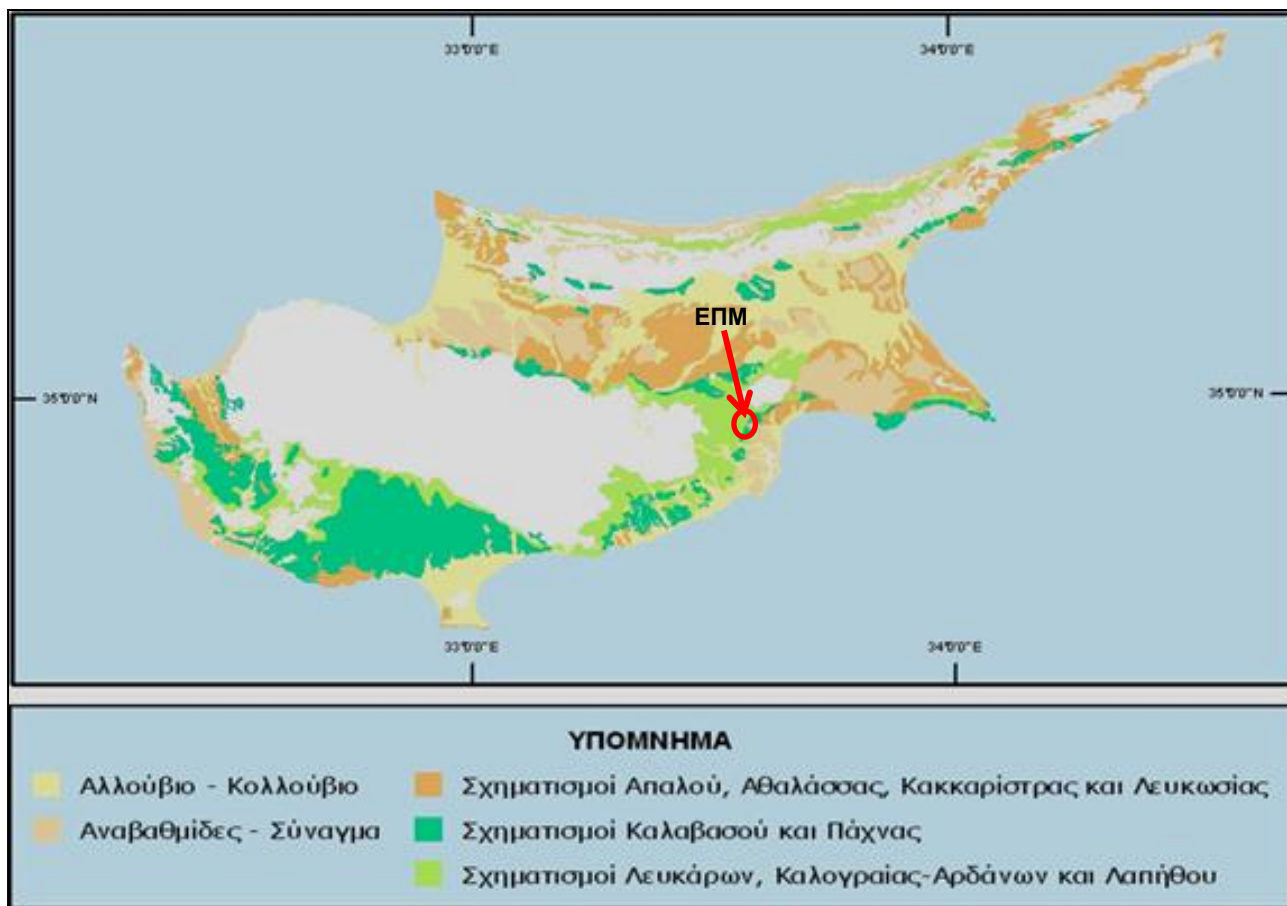 33°0'0"E 34°0'0"E
ΕΠΜ
35°0'0"N 35°0'0"N
33°0'0"E 34°0'0"E
ΥΠΟΜΝΗΜΑ
Αλλούβιο - Κολλούβιο
Αναβαθμίδες - Σύναγμα
Σχηματισμοί Απαλού, Αθαλάσσας, Κακκαρίστρας και Λευκωσίας
Σχηματισμοί Καλαβασού και Πάχνας
Σχηματισμοί Λευκάρων, Καλογραίας-Αρδάνων και Λαπήθου